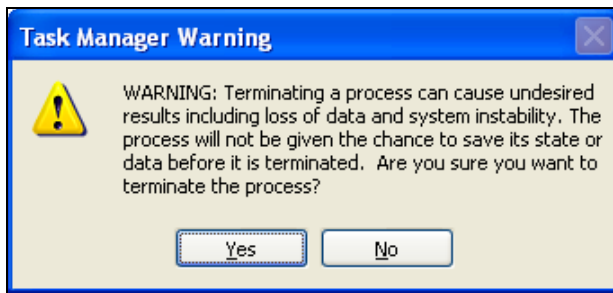 Task Manager Warning
WARNING: Terminating a process can cause undesired
results including loss of data and system instability. The
process will not be given the chance to save its state or
data before it is terminated.  Are you sure you want to
terminate the process?
Yes
No